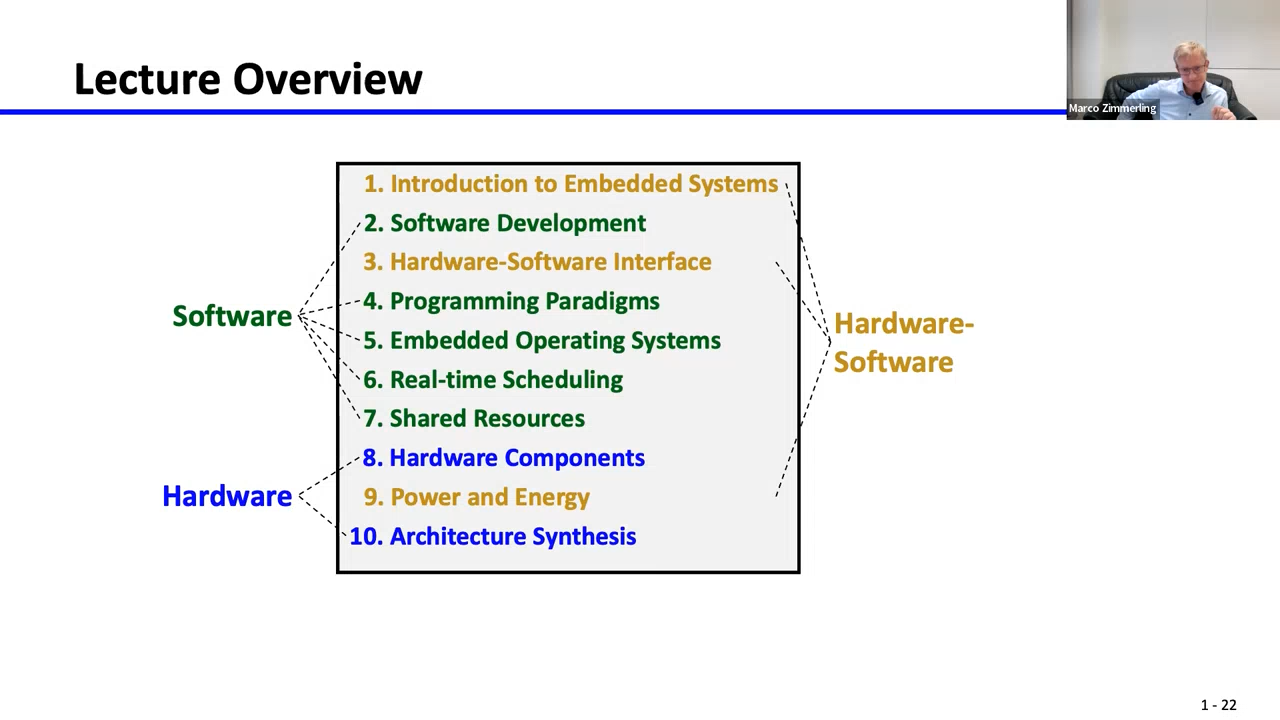 Lecture Overview
Marco Zimmerling
1. Introduction to Embedded Systems
2. Software Development
3. Hardware-Software Interface
4. Programming Paradigms
5. Embedded Operating Systems
6. Real-time Scheduling
7. Shared Resources
8. Hardware Components
9. Power and Energy
10. Architecture Synthesis
Software
Hardware
Hardware-
Software
1 - 22